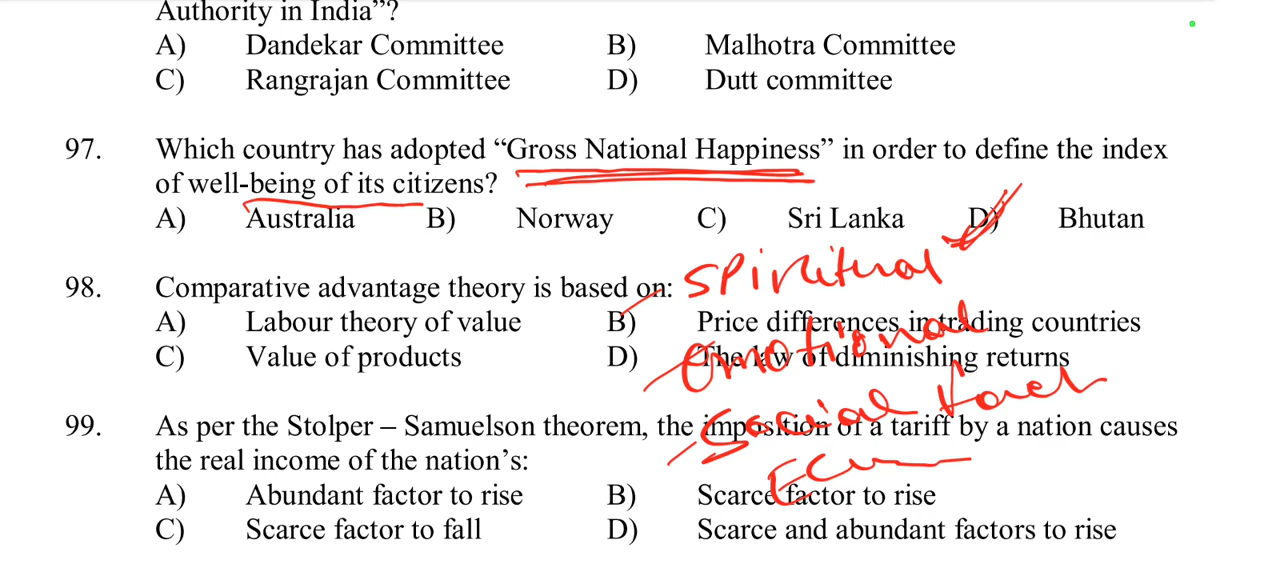 Authority in India”?
A) Dandekar Committee B) Malhotra Committee
C) Rangrajan Committee D) Dutt committee
97. Which country has adopted “Gross National Happiness” in order to define the index
of well-being of its citizens?
A) Australia B) Norway C) Sri Lanka D) Bhutan
Spiritual
98. Comparative advantage theory is based on:
A) Labour theory of value B) Price differences in trading countries
emotional
C) Value of products D) The law of diminishing returns
Social
99. As per the Stolper – Samuelson theorem, the imposition of a tariff by a nation causes
the real income of the nation’s:
A) Abundant factor to rise B) Scarce factor to rise
C) Scarce factor to fall D) Scarce and abundant factors to rise